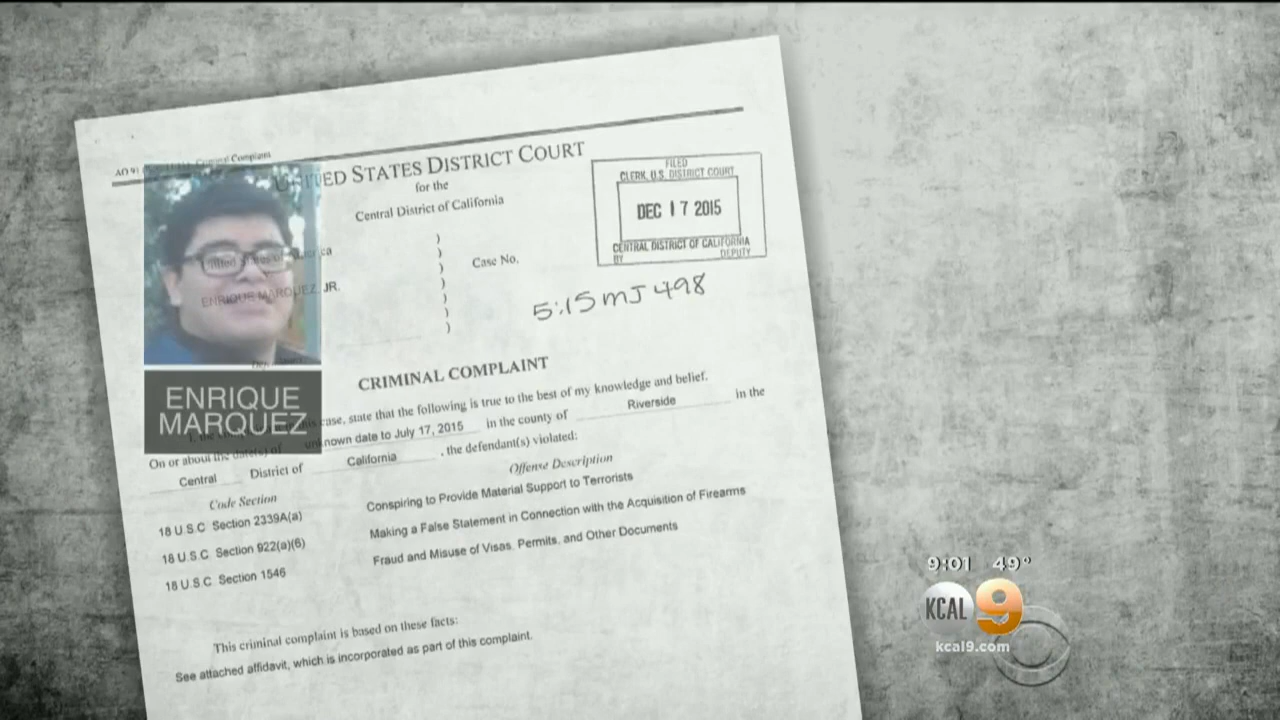 Criminal Complaint
UNITED STATES DISTRICT COURT
for the
Central District of California
FILED
CLERK, U.S. DISTRICT COURT
DEC 17 2015
CENTRAL DISTRICT OF CALIFORNIA
BY DEPUTY
ENRIQUE MARQUEZ JR.
)
)
)
)
)
)
)
Case No.
5:15 MJ 498
CRIMINAL COMPLAINT
ENRIQUE
MARQUEZ
case, state that the following is true to the best of my knowledge and belief.
On or about the date(s) of unknown date to July 17, 2015 in the county of Riverside in the
Central District of California , the defendant(s) violated:
Code Section Offense Description
18 U.S.C Section 2339A(a) Conspiring to Provide Material Support to Terrorists
18 U.S.C Section 922(a)(6) Making a False Statement in Connection with the Acquisition of Firearms
18 U.S.C Section 1546 Fraud and Misuse of Visas, Permits, and Other Documents
This criminal complaint is based on these facts:
See attached affidavit, which is incorporated as part of this complaint.
9:01 49°
KCAL 9
kcal9.com